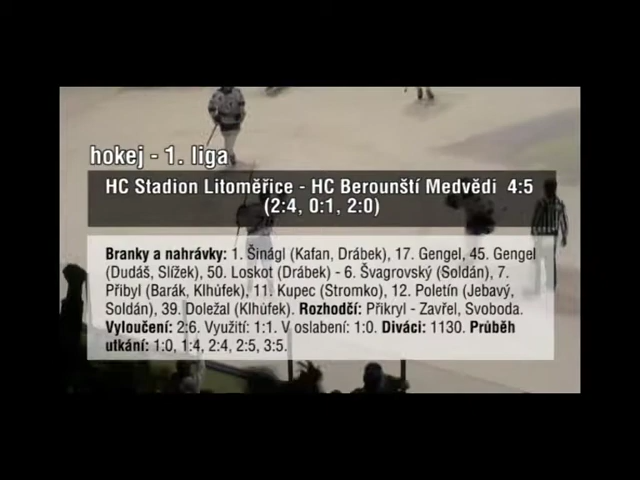 hokej - 1. liga
HC Stadion Litoměřice - HC Berounští Medvědi 4:5
(2:4, 0:1, 2:0)
Branky a nahrávky: 1. Šinágl (Kafan, Drábek), 17. Gengel, 45. Gengel
(Dudáš, Slížek), 50. Loskot (Drábek) - 6. Švagrovský (Soldán), 7.
Přibyl (Barák, Klhůfek), 11. Kupec (Stromko), 12. Poletín (Jebavý,
Soldán), 39. Doležal (Klhůfek). Rozhodčí: Přikryl - Zavřel, Svoboda.
Vyloučení: 2:6. Využití: 1:1. V oslabení: 1:0. Diváci: 1130. Průběh
utkání: 1:0, 1:4, 2:4, 2:5, 3:5.